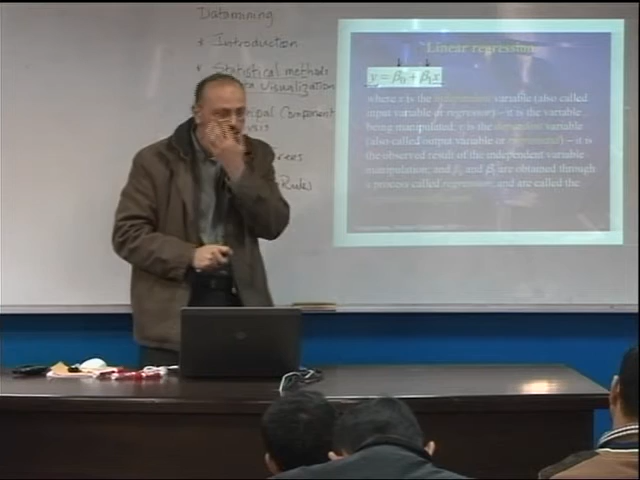 Datamining
* Introduction
* Statistical methods
Visualization
Component
Trees
Rules
Linear regression
y = β₀ + β₁x
where x is the independent variable (also called
input variable or regressor) – it is the variable
being manipulated; y is the dependent variable
(also called output variable or) – it is
the observed result of the independent variable
manipulation; and β₀ and β₁ are obtained through
a process called regression, and are called the